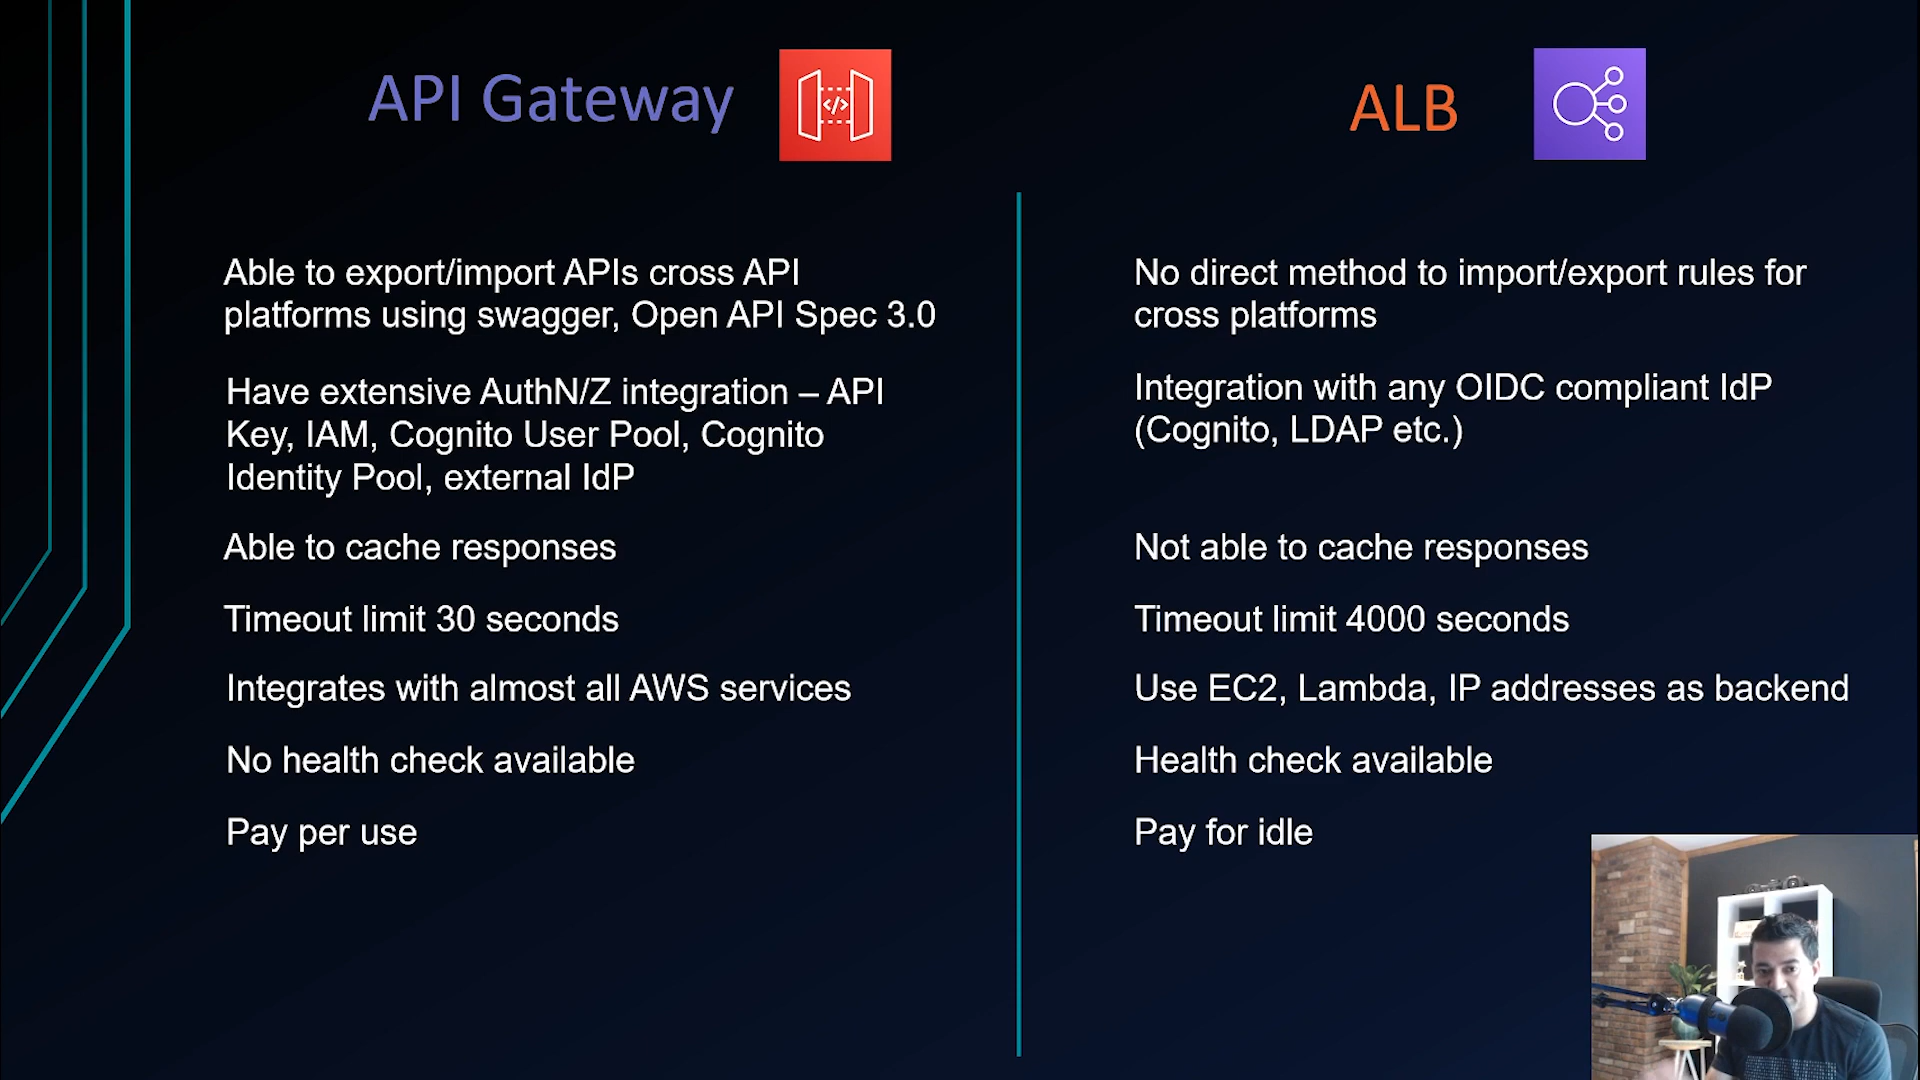 API Gateway
</>
ALB
Able to export/import APIs cross API
platforms using swagger, Open API Spec 3.0
No direct method to import/export rules for
cross platforms
Have extensive AuthN/Z integration – API
Key, IAM, Cognito User Pool, Cognito
Identity Pool, external IdP
Integration with any OIDC compliant IdP
(Cognito, LDAP etc.)
Able to cache responses
Not able to cache responses
Timeout limit 30 seconds
Timeout limit 4000 seconds
Integrates with almost all AWS services
Use EC2, Lambda, IP addresses as backend
No health check available
Health check available
Pay per use
Pay for idle